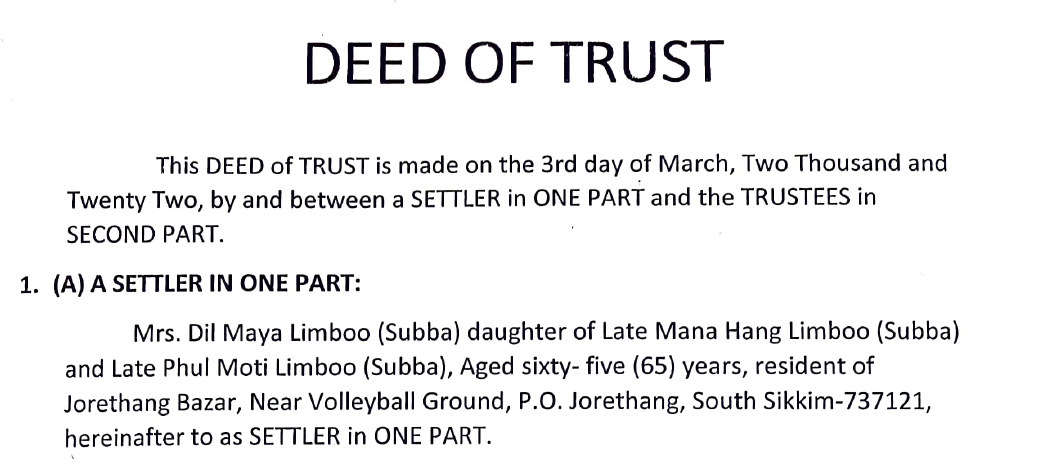 DEED OF TRUST
This DEED of TRUST is made on the 3rd day of March, Two Thousand and
Twenty Two, by and between a SETTLER in ONE PART and the TRUSTEES in
SECOND PART.
1. (A) A SETTLER IN ONE PART:
Mrs. Dil Maya Limboo (Subba) daughter of Late Mana Hang Limboo (Subba)
and Late Phul Moti Limboo (Subba), Aged sixty- five (65) years, resident of
Jorethang Bazar, Near Volleyball Ground, P.O. Jorethang, South Sikkim-737121,
hereinafter to as SETTLER in ONE PART.